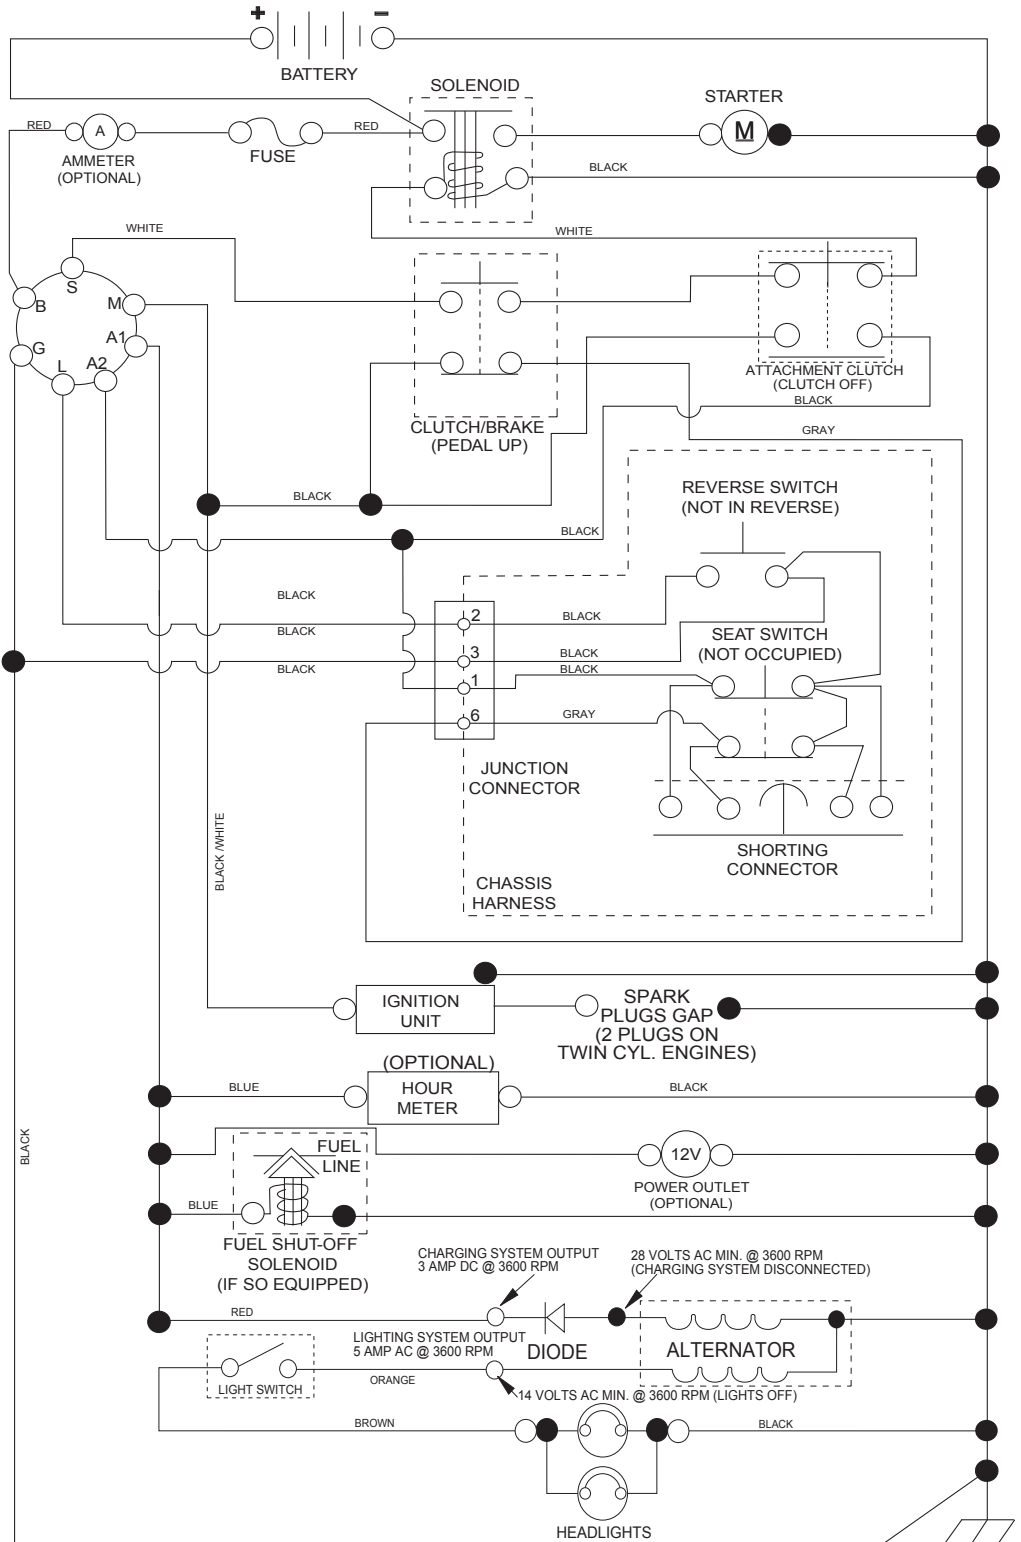 + -
BATTERY
SOLENOID
STARTER
RED
A
RED
M
AMMETER
(OPTIONAL)
FUSE
BLACK
WHITE
WHITE
S
B
M
A1
G
L
A2
ATTACHMENT CLUTCH
(CLUTCH OFF)
BLACK
CLUTCH/BRAKE
(PEDAL UP)
GRAY
REVERSE SWITCH
(NOT IN REVERSE)
BLACK
BLACK
BLACK
2
BLACK
BLACK
SEAT SWITCH
(NOT OCCUPIED)
3
BLACK
BLACK
BLACK
1
6
GRAY
JUNCTION
CONNECTOR
BLACK /WHITE
SHORTING
CONNECTOR
CHASSIS
HARNESS
IGNITION
UNIT
SPARK
PLUGS GAP
(2 PLUGS ON
TWIN CYL. ENGINES)
(OPTIONAL)
BLUE
HOUR
METER
BLACK
BLACK
FUEL
LINE
12V
POWER OUTLET
(OPTIONAL)
BLUE
FUEL SHUT-OFF
SOLENOID
(IF SO EQUIPPED)
CHARGING SYSTEM OUTPUT
3 AMP DC @ 3600 RPM
28 VOLTS AC MIN. @ 3600 RPM
(CHARGING SYSTEM DISCONNECTED)
RED
LIGHTING SYSTEM OUTPUT
5 AMP AC @ 3600 RPM
DIODE
ALTERNATOR
LIGHT SWITCH
ORANGE
14 VOLTS AC MIN. @ 3600 RPM (LIGHTS OFF)
BROWN
BLACK
HEADLIGHTS